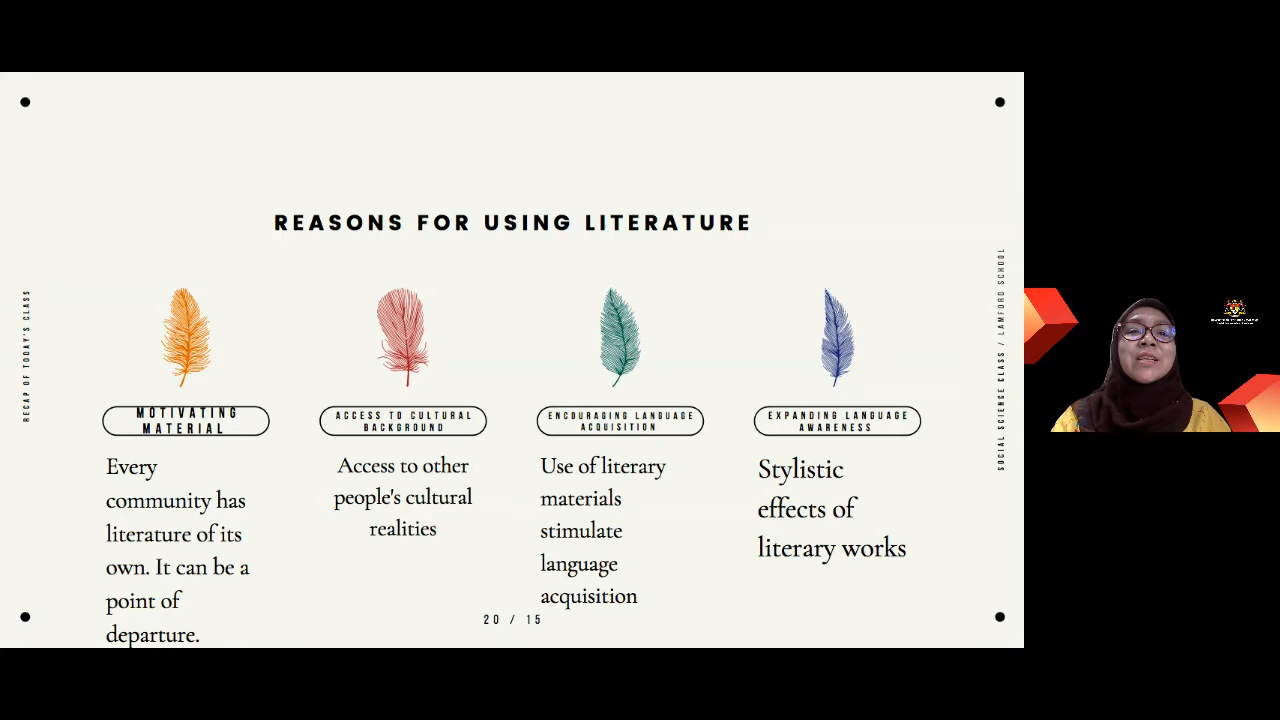 REASONS FOR USING LITERATURE
RECAP OF TODAY'S CLASS
SOCIAL SCIENCE CLASS / LAMFORD SCHOOL
MOTIVATING
MATERIAL
Every
community has
literature of its
own. It can be a
point of
departure.
ACCESS TO CULTURAL
BACKGROUND
Access to other
people's cultural
realities
ENCOURAGING LANGUAGE
ACQUISITION
Use of literary
materials
stimulate
language
acquisition
EXPANDING LANGUAGE
AWARENESS
Stylistic
effects of
literary works
20 / 15